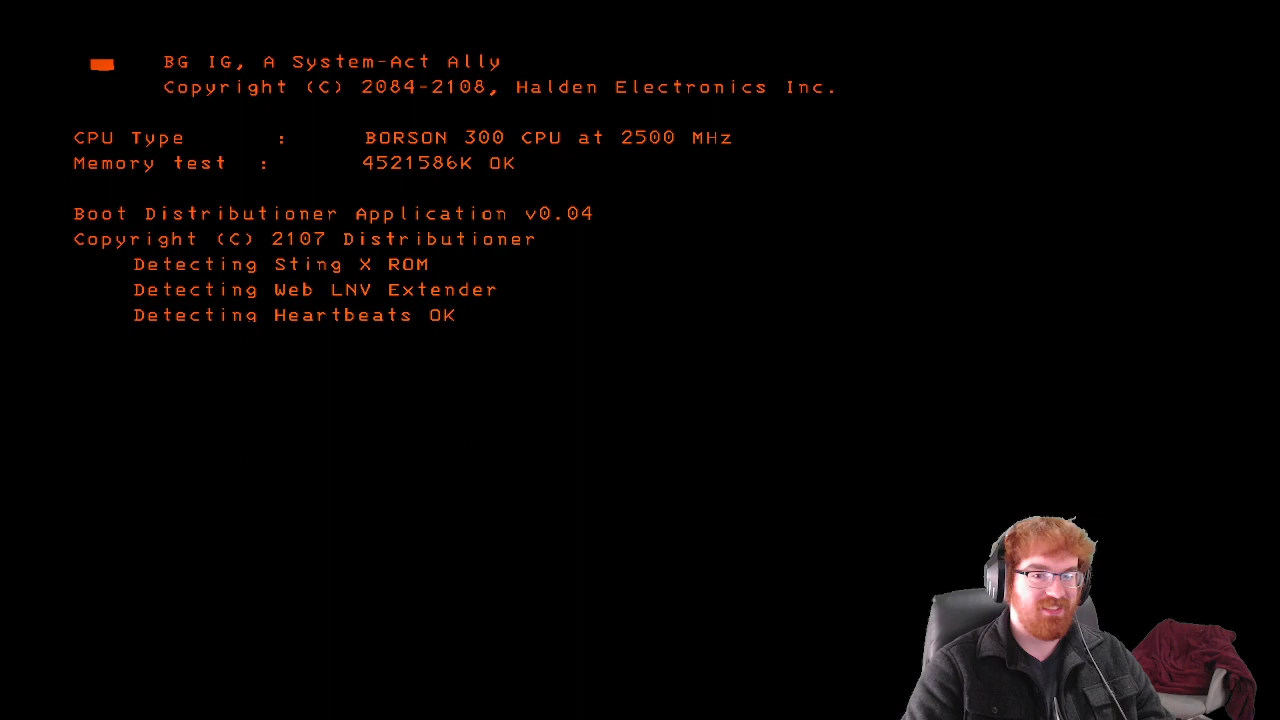 BG IG, A System-Act Ally
Copyright (C) 2084-2108, Halden Electronics Inc.
CPU Type : BORSON 300 CPU at 2500 MHz
Memory test : 4521586K OK
Boot Distributioner Application v0.04
Copyright (C) 2107 Distributioner
Detecting Sting X ROM
Detecting Web LNV Extender
Detecting Heartbeats OK